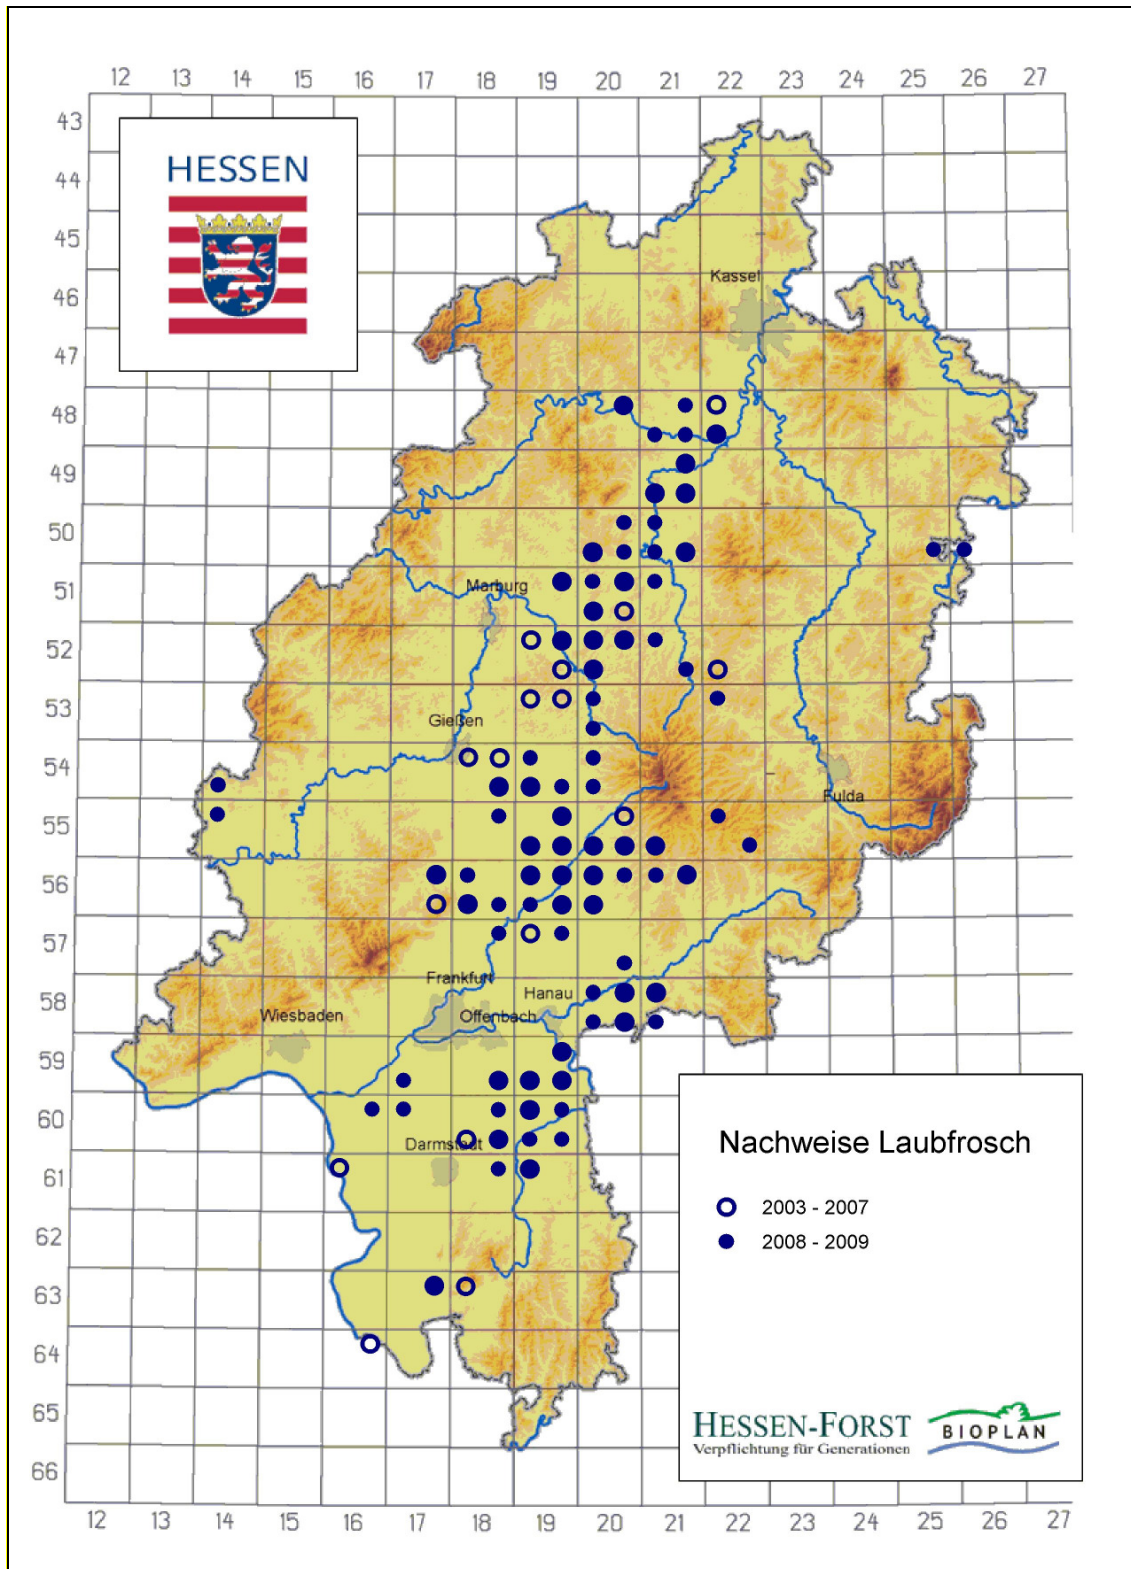 12 13 14 15 16 17 18 19 20 21 22 23 24 25 26 27
43
44
45
46
47
48
49
50
51
52
53
54
55
56
57
58
59
60
61
62
63
64
65
66
HESSEN
Kassel
Marburg
Gießen
Fulda
Frankfurt
Hanau
Offenbach
Wiesbaden
Darmstadt
Nachweise Laubfrosch
2003 - 2007
2008 - 2009
HESSEN-FORST
Verpflichtung für Generationen
BIOPLAN
12 13 15 16 17 18 19 20 21 22 23 24 25 26 27